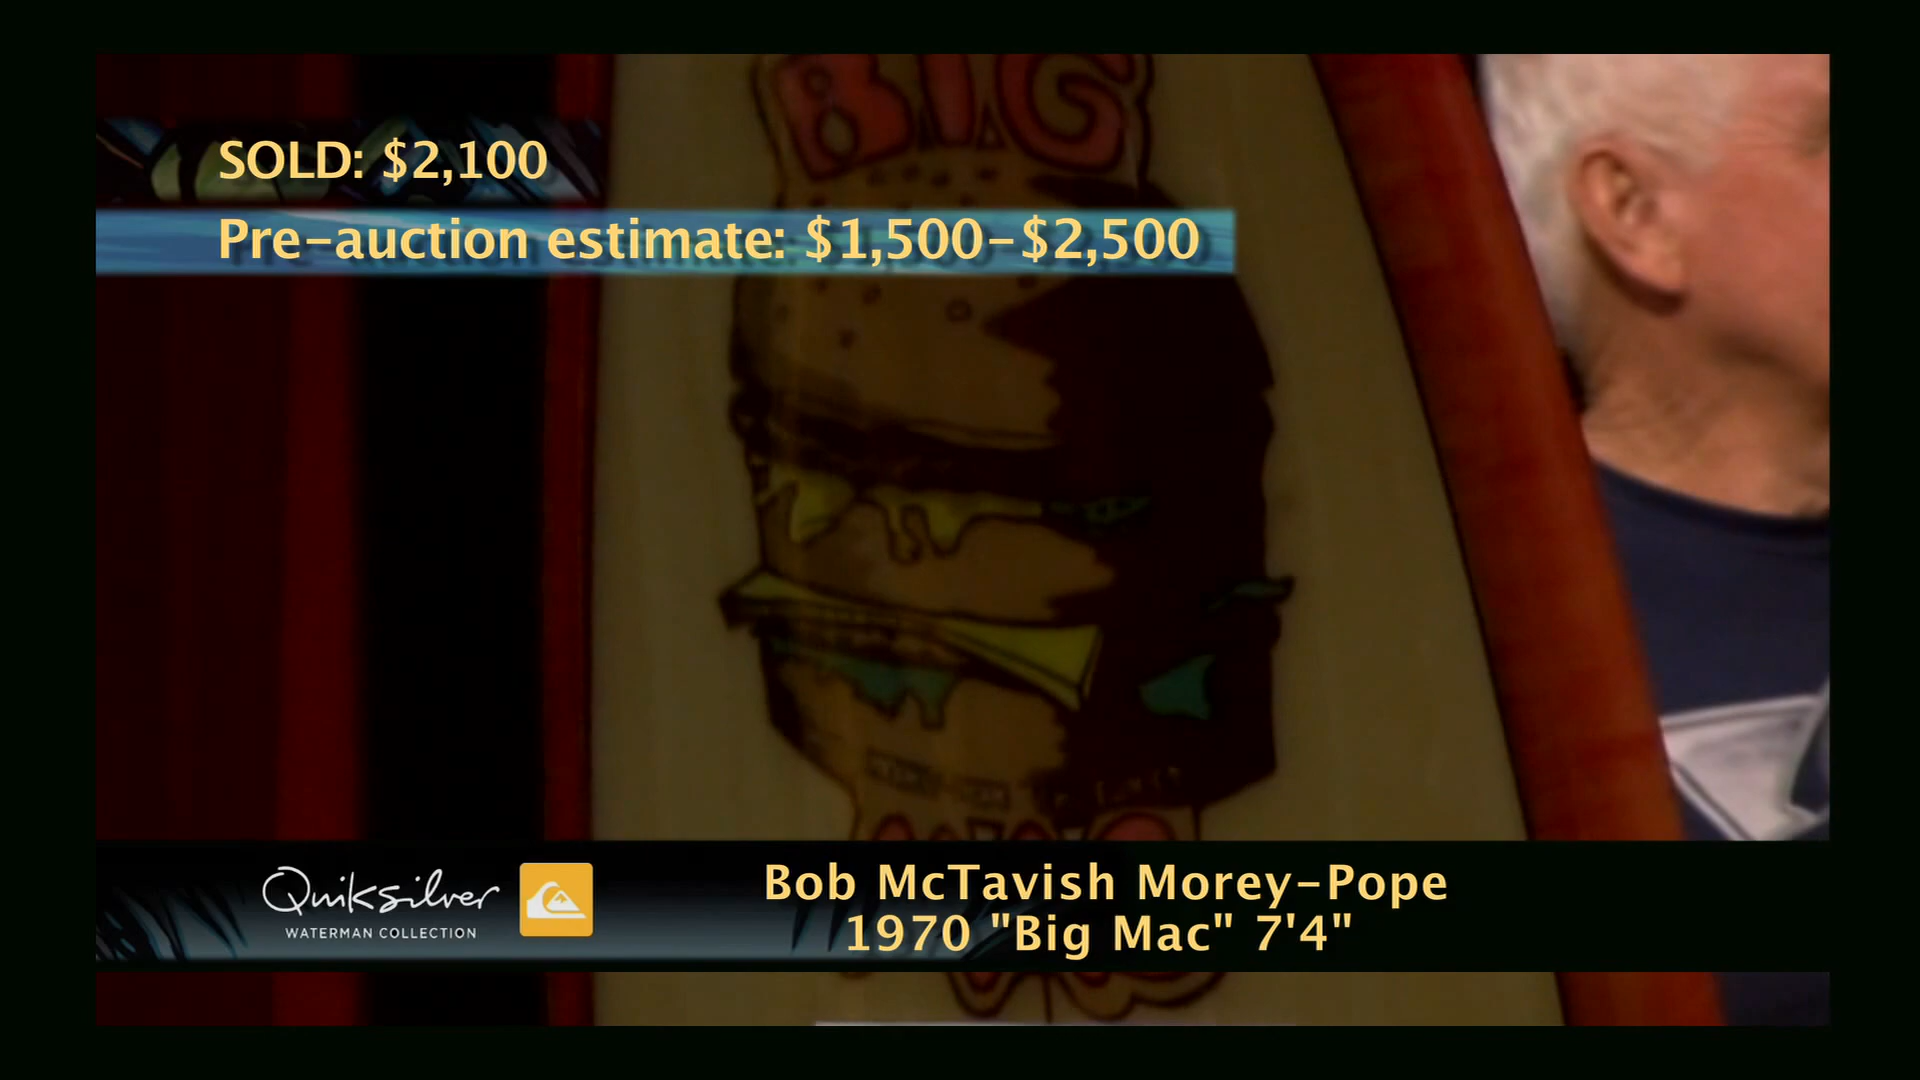 BIG
SOLD: $2,100
Pre-auction estimate: $1,500-$2,500
Quiksilver
WATERMAN COLLECTION
Bob McTavish Morey-Pope
1970 "Big Mac" 7'4"